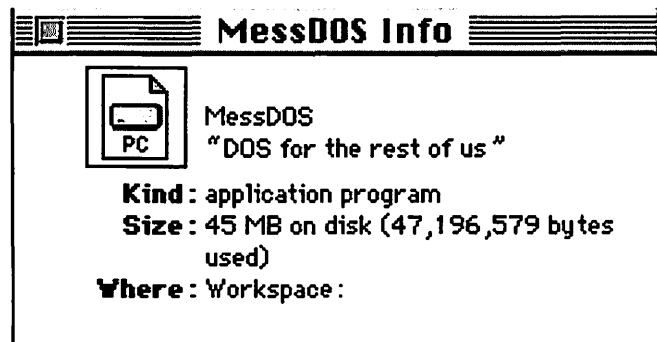 MessDOS Info
PC
MessDOS
"DOS for the rest of us"
Kind: application program
Size: 45 MB on disk (47,196,579 bytes
used)
Where: Workspace: